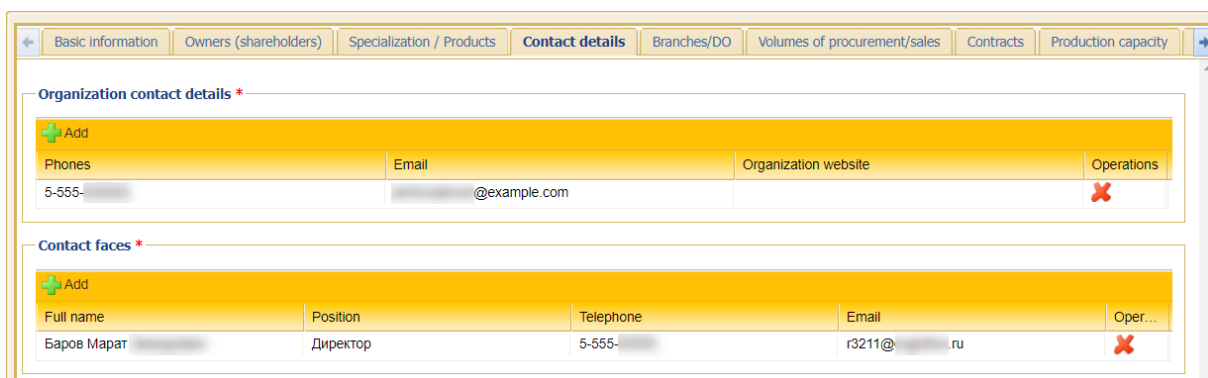 Basic information Owners (shareholders) Specialization / Products Contact details Branches/DO Volumes of procurement/sales Contracts Production capacity
Organization contact details *
Add
Phones Email Organization website Operations
5-555- @example.com
Contact faces *
Add
Full name Position Telephone Email Oper...
Баров Марат Директор 5-555- r3211@ .ru